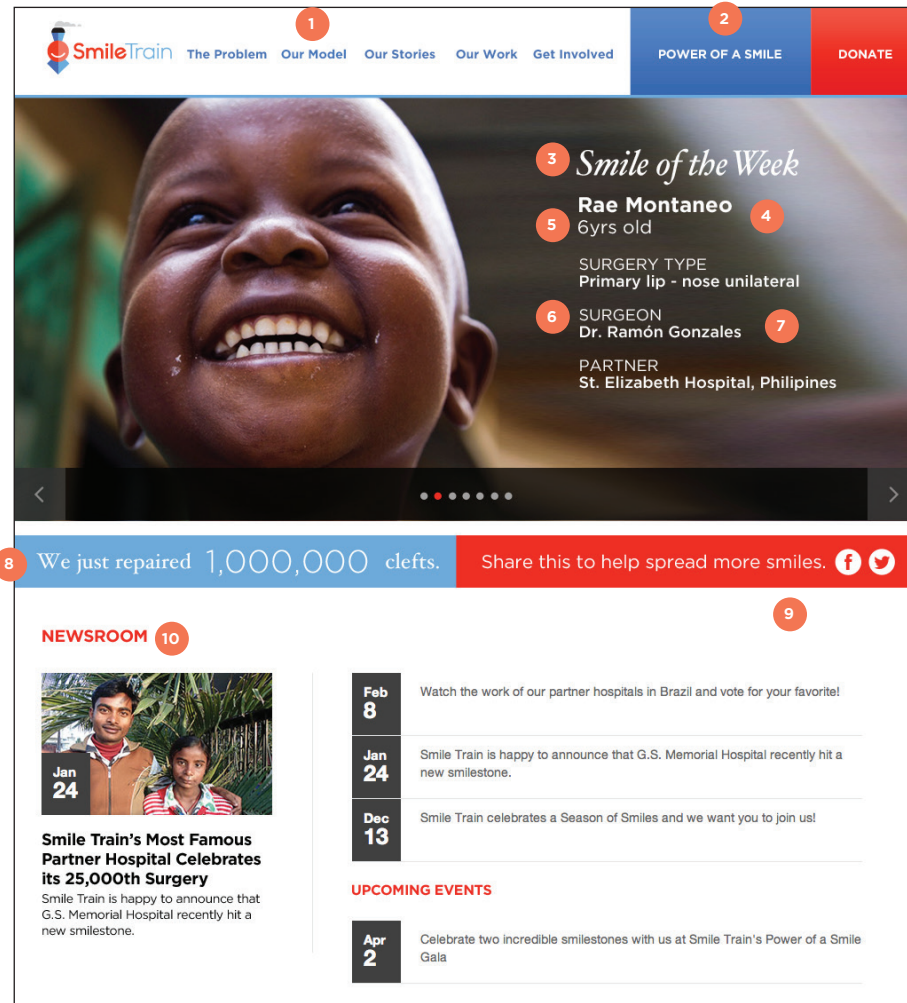 1
2
SmileTrain
The Problem
Our Model
Our Stories
Our Work
Get Involved
POWER OF A SMILE
DONATE
3
Smile of the Week
Rae Montaneo
4
5
6yrs old
SURGERY TYPE
Primary lip - nose unilateral
6
SURGEON
Dr. Ramón Gonzales
7
PARTNER
St. Elizabeth Hospital, Philipines
8
We just repaired 1,000,000 clefts.
Share this to help spread more smiles.
9
NEWSROOM
10
Jan
24
Smile Train's Most Famous
Partner Hospital Celebrates
its 25,000th Surgery
Smile Train is happy to announce that
G.S. Memorial Hospital recently hit a
new smilestone.
Feb
8
Watch the work of our partner hospitals in Brazil and vote for your favorite!
Jan
24
Smile Train is happy to announce that G.S. Memorial Hospital recently hit a
new smilestone.
Dec
13
Smile Train celebrates a Season of Smiles and we want you to join us!
UPCOMING EVENTS
Apr
2
Celebrate two incredible smilestones with us at Smile Train's Power of a Smile
Gala